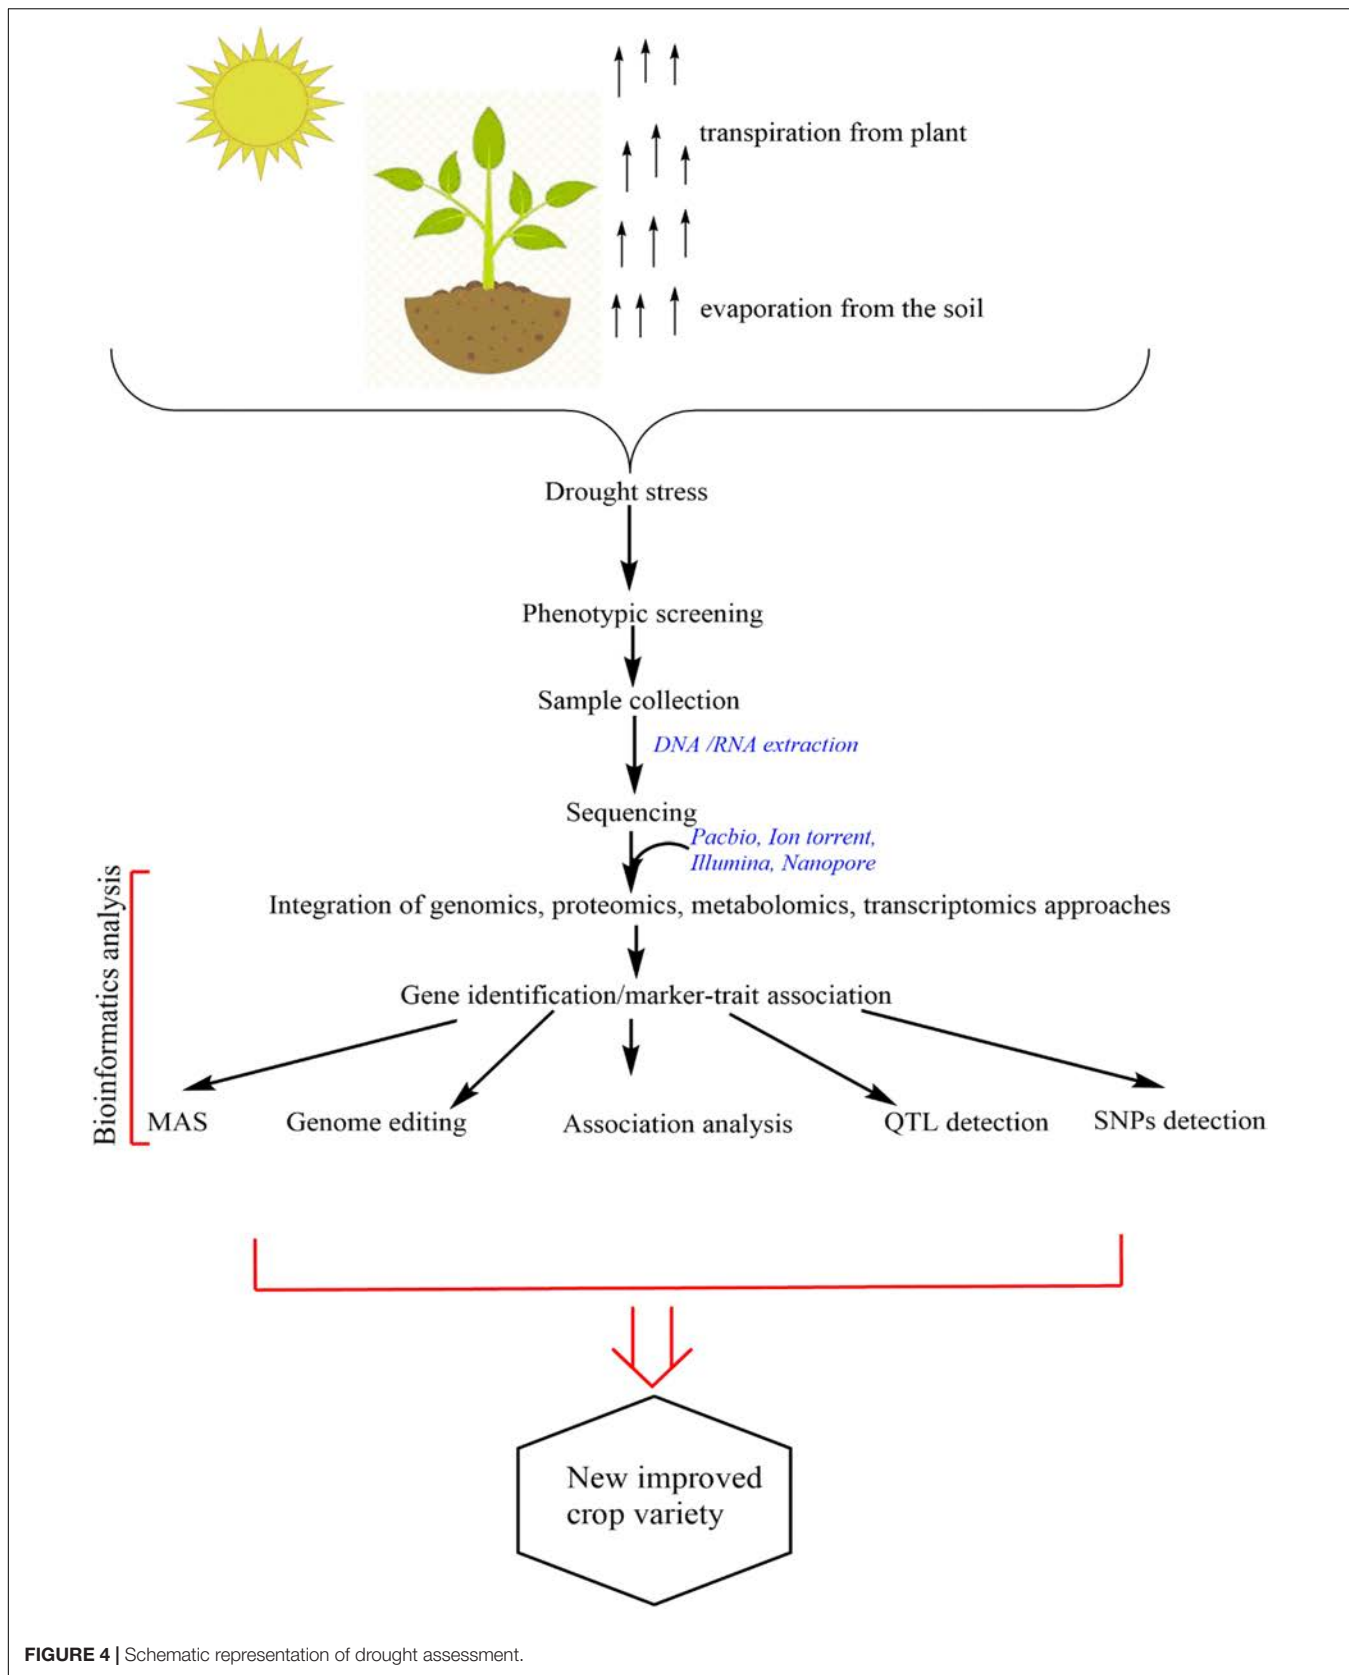 transpiration from plant
evaporation from the soil
Drought stress
Phenotypic screening
Sample collection
DNA /RNA extraction
Sequencing
Pacbio, Ion torrent,
Illumina, Nanopore
Bioinformatics analysis
Integration of genomics, proteomics, metabolomics, transcriptomics approaches
Gene identification/marker-trait association
MAS
Genome editing
Association analysis
QTL detection
SNPs detection
New improved
crop variety
FIGURE 4 | Schematic representation of drought assessment.